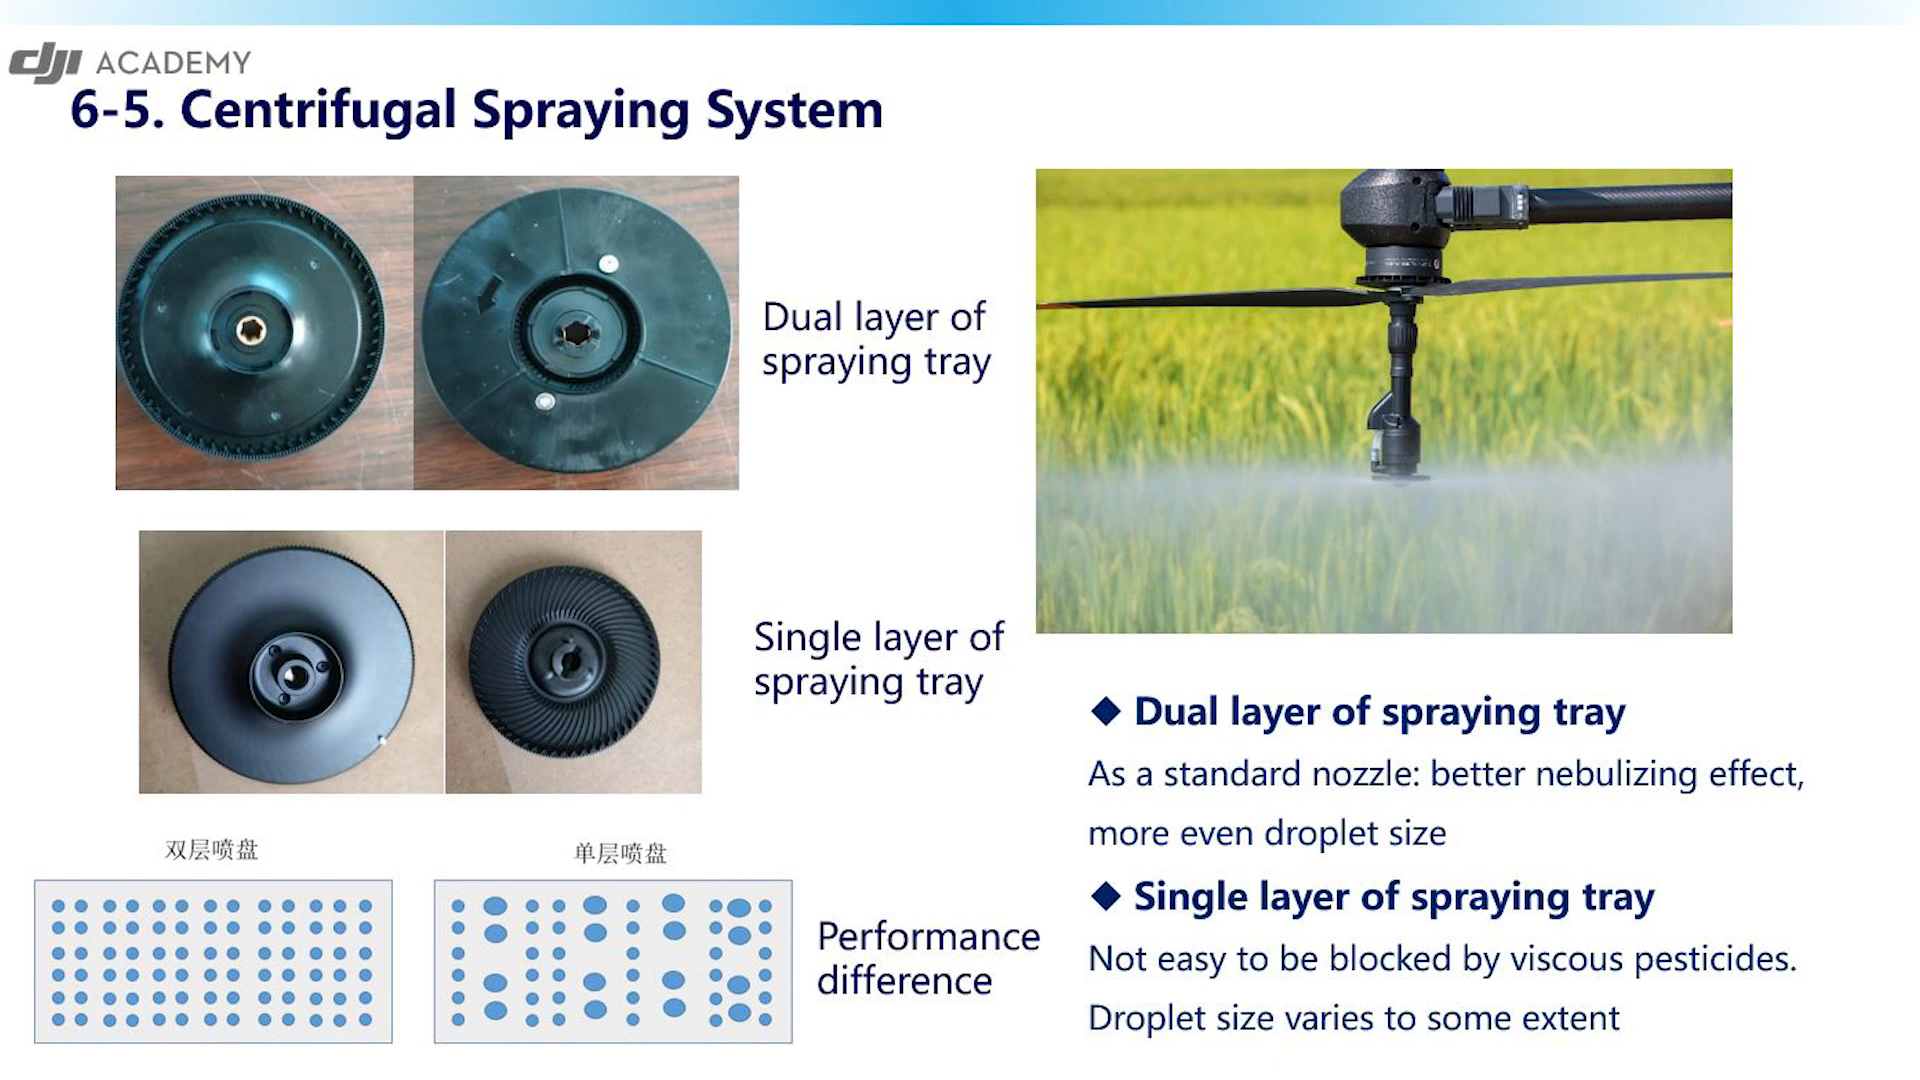 dji ACADEMY
6-5. Centrifugal Spraying System
Dual layer of
spraying tray
Single layer of
spraying tray
双层喷盘
单层喷盘
Performance
difference
◆ Dual layer of spraying tray
As a standard nozzle: better nebulizing effect,
more even droplet size
◆ Single layer of spraying tray
Not easy to be blocked by viscous pesticides.
Droplet size varies to some extent